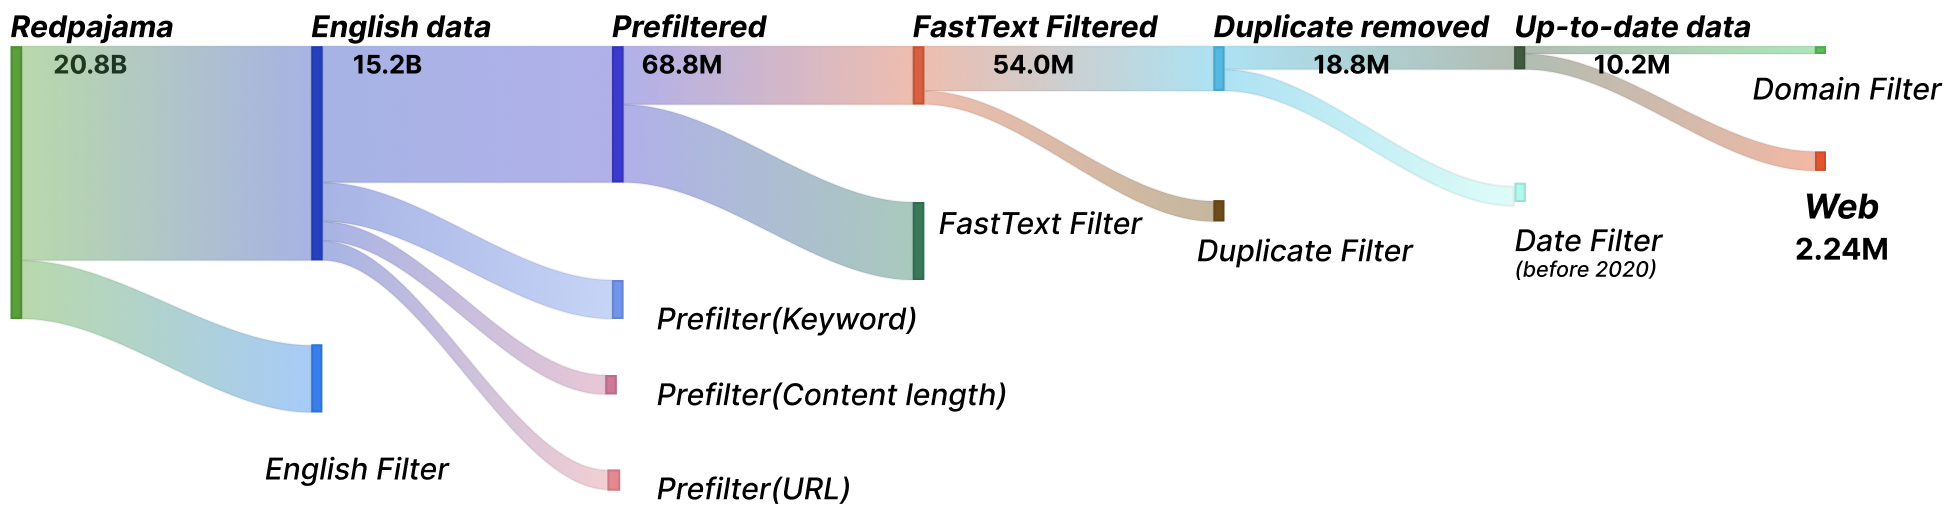 Redpajama
English data
Prefiltered
FastText Filtered
Duplicate removed
Up-to-date data
20.8B
15.2B
68.8M
54.0M
18.8M
10.2M
Domain Filter
Web
2.24M
FastText Filter
Duplicate Filter
Date Filter
(before 2020)
Prefilter(Keyword)
Prefilter(Content length)
English Filter
Prefilter(URL)